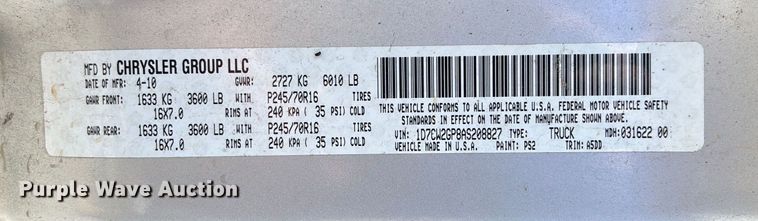 MFD BY CHRYSLER GROUP LLC
DATE OF MFR: 4-10 GVWR: 2727 KG 6010 LB
GAWR FRONT: 1633 KG 3600 LB WITH P245/70R16 TIRES
16X7.0 RIMS AT 240 KPA ( 35 PSI) COLD
GAWR REAR: 1633 KG 3600 LB WITH P245/70R16 TIRES
16X7.0 RIMS AT 240 KPA ( 35 PSI) COLD
THIS VEHICLE CONFORMS TO ALL APPLICABLE U.S.A. FEDERAL MOTOR VEHICLE SAFETY
STANDARDS IN EFFECT ON THE DATE OF MANUFACTURE SHOWN ABOVE.
VIN: 1D7CW2GP8AS208827 TYPE: TRUCK MDH: 031622 00
VEHICLE MADE IN U.S.A. PAINT: PS2 TRIM: A5DD
Purple Wave Auction
Purple Wave Auction